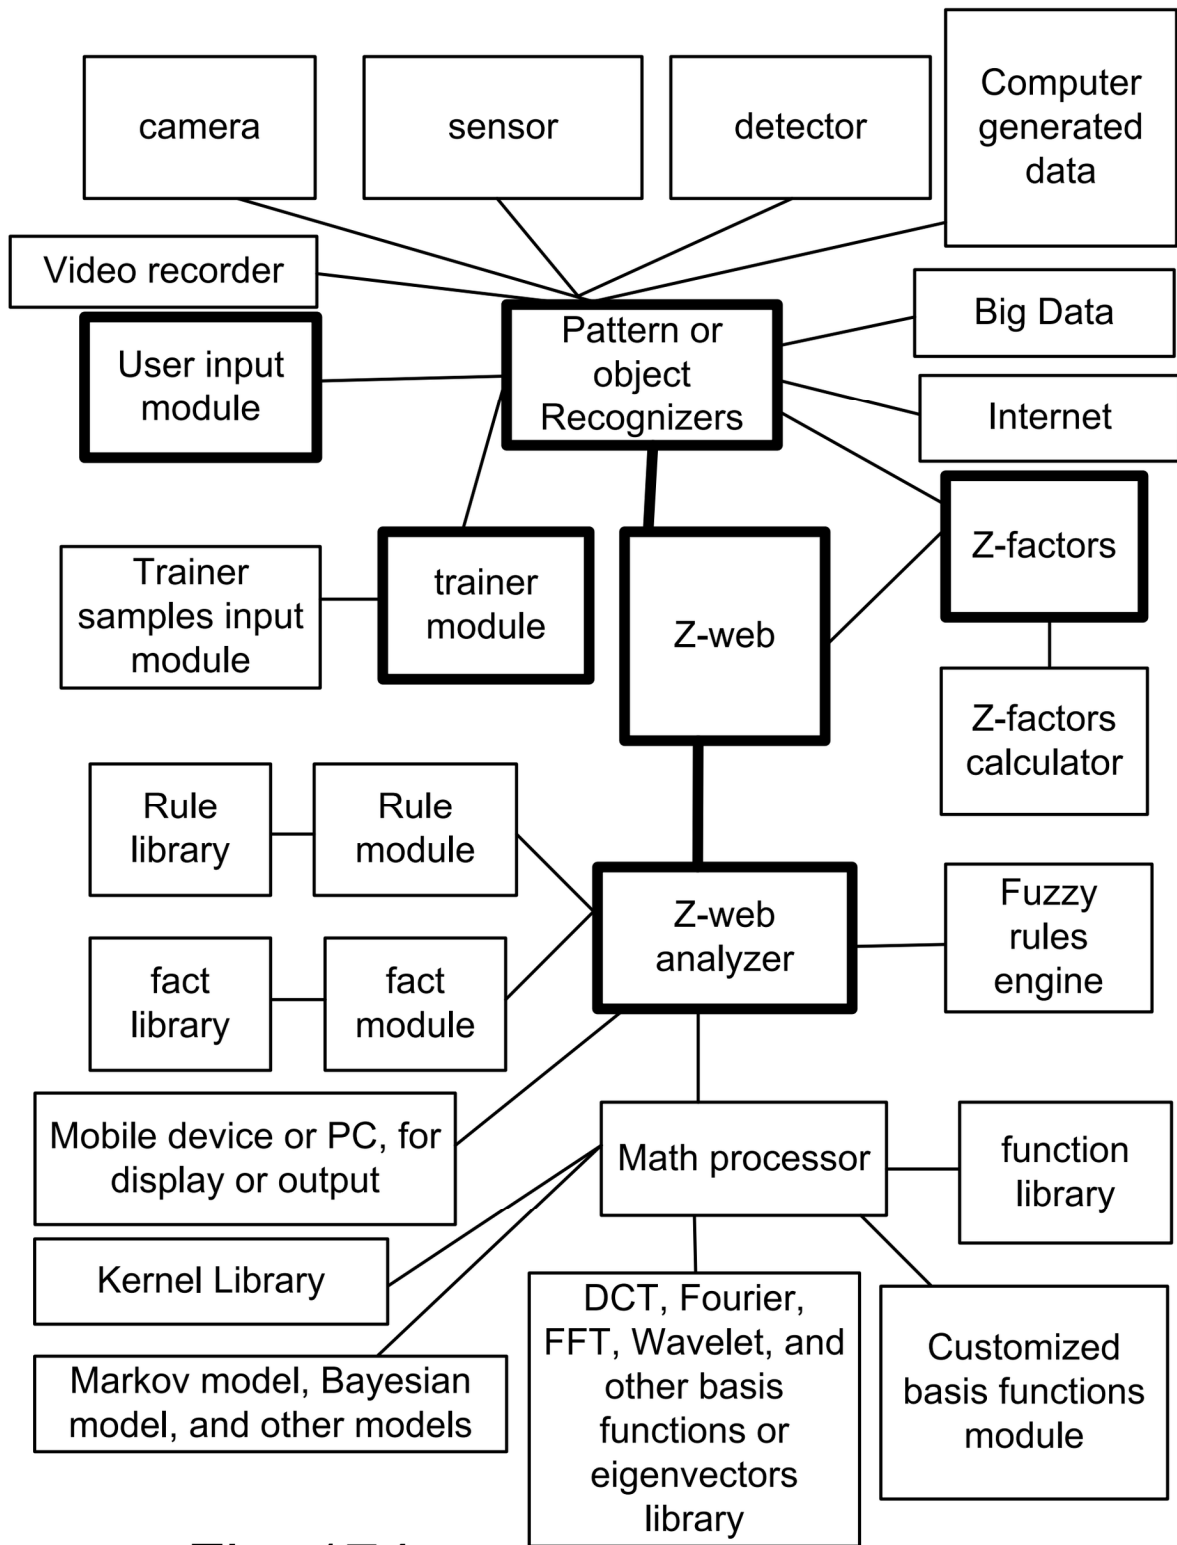 camera
sensor
detector
Computer
generated
data
Video recorder
Big Data
User input
module
Pattern or
object
Recognizers
Internet
Z-factors
Trainer
samples input
module
trainer
module
Z-web
Z-factors
calculator
Rule
library
Rule
module
Z-web
analyzer
Fuzzy
rules
engine
fact
library
fact
module
Mobile device or PC, for
display or output
Math processor
function
library
Kernel Library
DCT, Fourier,
FFT, Wavelet, and
other basis
functions or
eigenvectors
library
Customized
basis functions
module
Markov model, Bayesian
model, and other models